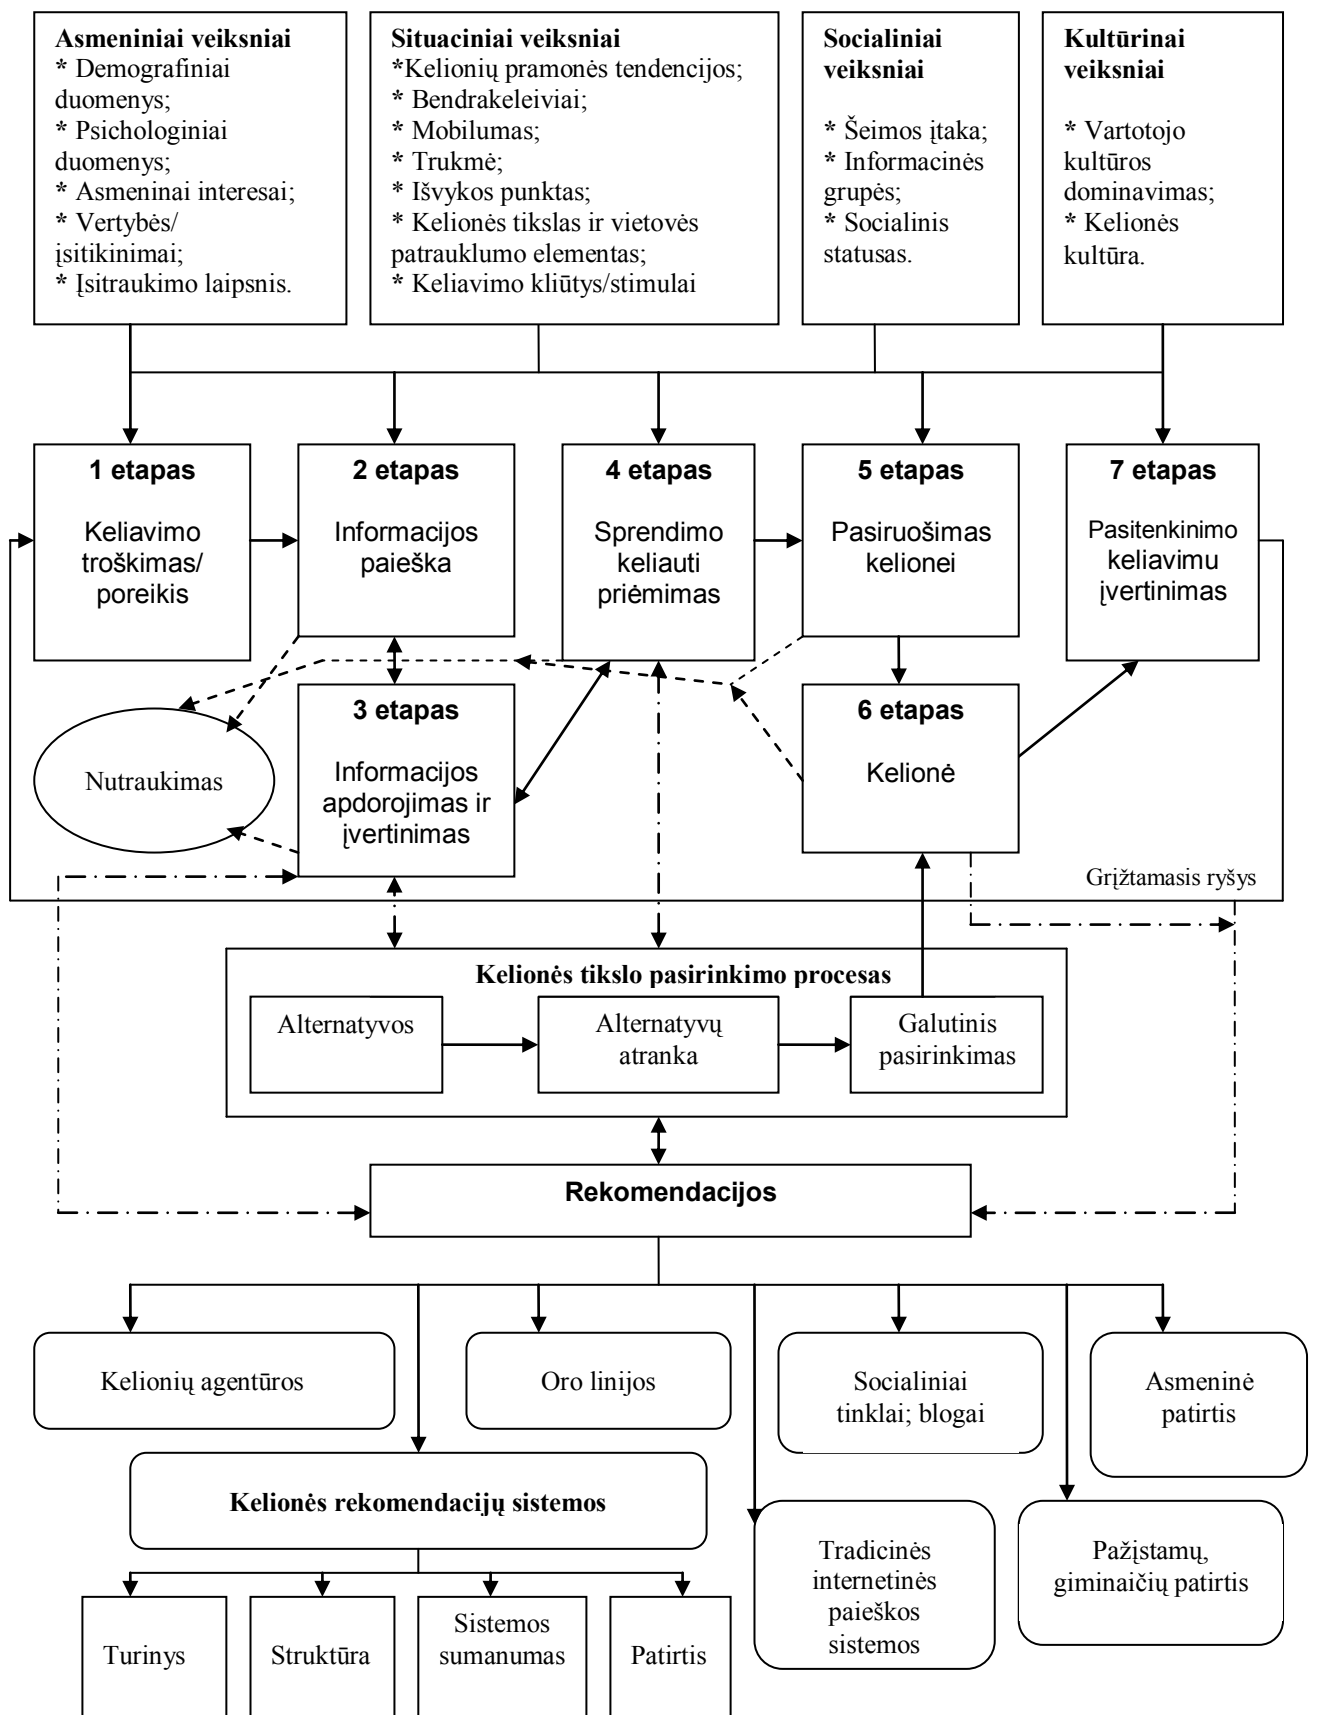 Asmeniniai veiksniai
* Demografiniai
duomenys;
* Psichologiniai
duomenys;
* Asmeninai interesai;
* Vertybės/
įsitikinimai;
* Įsitraukimo laipsnis.
Situaciniai veiksniai
*Kelionių pramonės tendencijos;
* Bendrakeleiviai;
* Mobilumas;
* Trukmė;
* Išvykos punktas;
* Kelionės tikslas ir vietovės
patrauklumo elementas;
* Keliavimo kliūtys/stimulai
Socialiniai
veiksniai
* Šeimos įtaka;
* Informacinės
grupės;
* Socialinis
statusas.
Kultūrinai
veiksniai
* Vartotojo
kultūros
dominavimas;
* Kelionės
kultūra.
1 etapas
Keliavimo
troškimas/
poreikis
2 etapas
Informacijos
paieška
4 etapas
Sprendimo
keliauti
priėmimas
5 etapas
Pasiruošimas
kelionei
7 etapas
Pasitenkinimo
keliavimu
įvertinimas
Nutraukimas
3 etapas
Informacijos
apdorojimas ir
įvertinimas
6 etapas
Kelionė
Grįžtamasis ryšys
Kelionės tikslo pasirinkimo procesas
Alternatyvos
Alternatyvų
atranka
Galutinis
pasirinkimas
Rekomendacijos
Kelionių agentūros
Oro linijos
Socialiniai
tinklai; blogai
Asmeninė
patirtis
Kelionės rekomendacijų sistemos
Tradicinės
internetinės
paieškos
sistemos
Pažįstamų,
giminaičių patirtis
Turinys
Struktūra
Sistemos
sumanumas
Patirtis